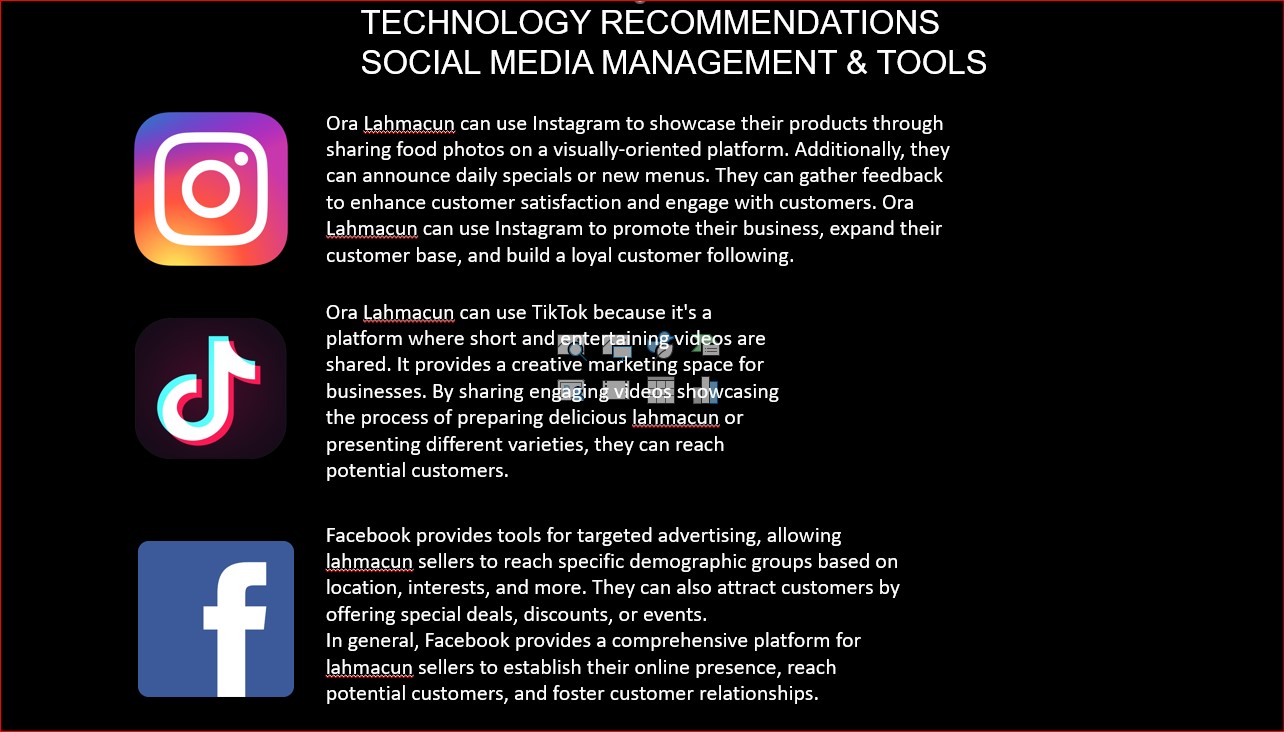 TECHNOLOGY RECOMMENDATIONS
SOCIAL MEDIA MANAGEMENT & TOOLS
Ora Lahmacun can use Instagram to showcase their products through
sharing food photos on a visually-oriented platform. Additionally, they
can announce daily specials or new menus. They can gather feedback
to enhance customer satisfaction and engage with customers. Ora
Lahmacun can use Instagram to promote their business, expand their
customer base, and build a loyal customer following.
Ora Lahmacun can use TikTok because it's a
platform where short and entertaining videos are
shared. It provides a creative marketing space for
businesses. By sharing engaging videos showcasing
the process of preparing delicious lahmacun or
presenting different varieties, they can reach
potential customers.
Facebook provides tools for targeted advertising, allowing
lahmacun sellers to reach specific demographic groups based on
location, interests, and more. They can also attract customers by
offering special deals, discounts, or events.
In general, Facebook provides a comprehensive platform for
lahmacun sellers to establish their online presence, reach
potential customers, and foster customer relationships.